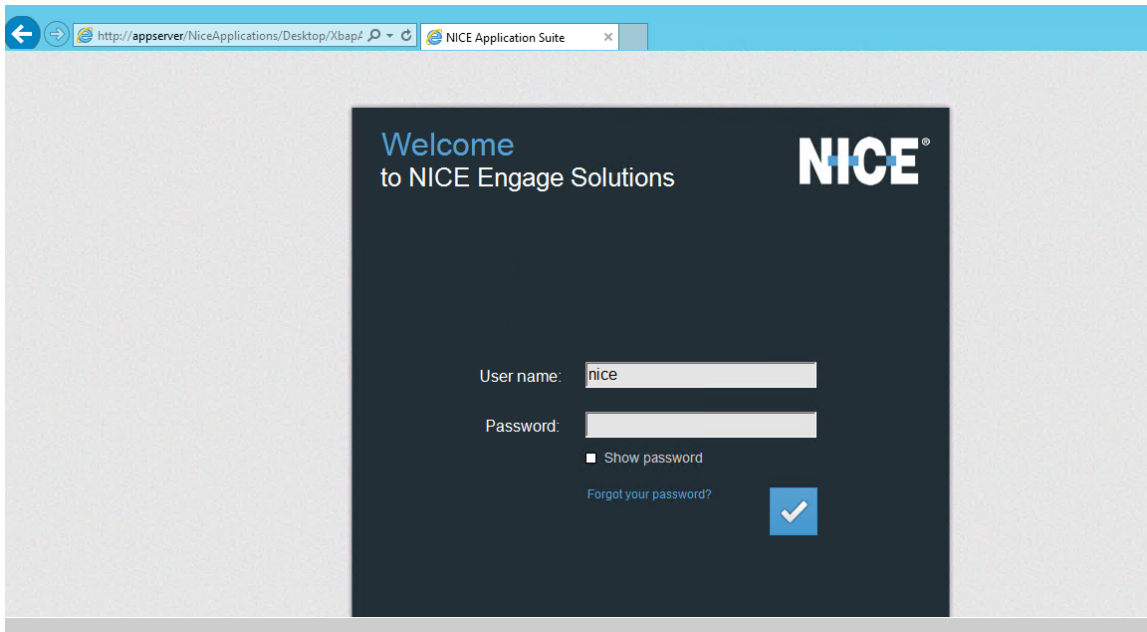 http://appserver/NiceApplications/Desktop/XbapA
NICE Application Suite
Welcome
to NICE Engage Solutions
NICE®
User name:
nice
Password:
Show password
Forgot your password?